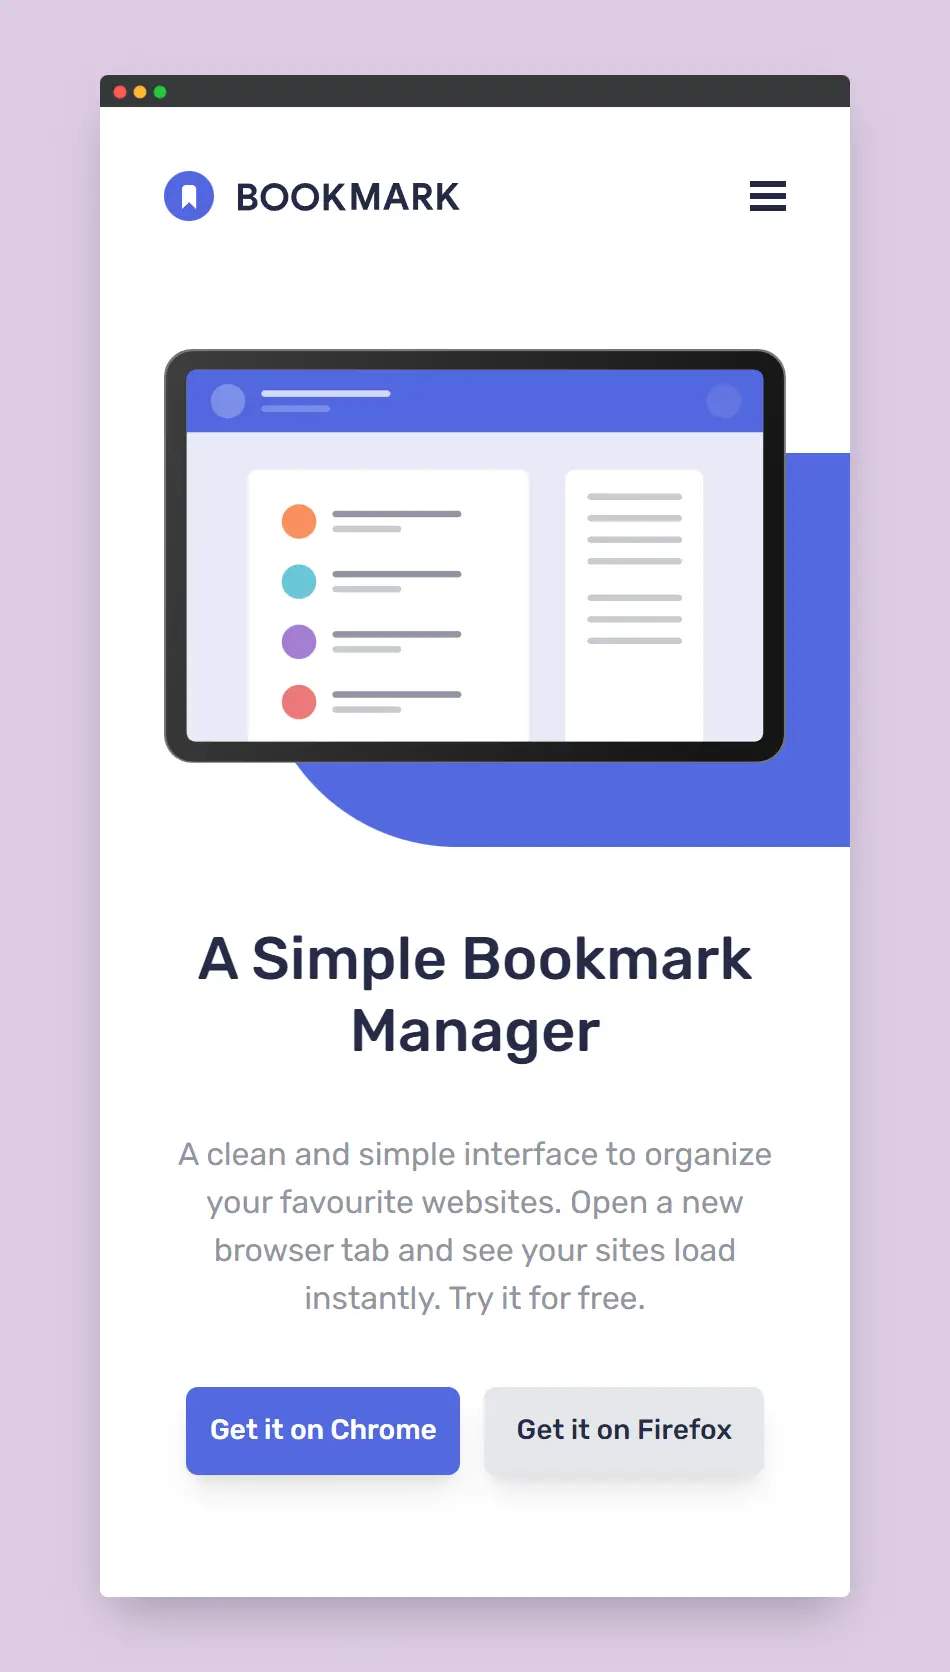 BOOKMARK
A Simple Bookmark
Manager
A clean and simple interface to organize
your favourite websites. Open a new
browser tab and see your sites load
instantly. Try it for free.
Get it on Chrome
Get it on Firefox